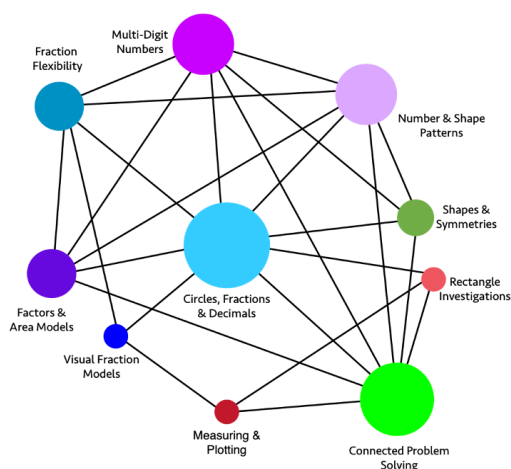 Multi-Digit
Numbers
Fraction
Flexibility
Number & Shape
Patterns
Shapes &
Symmetries
Rectangle
Investigations
Circles, Fractions
& Decimals
Factors &
Area Models
Visual Fraction
Models
Measuring &
Plotting
Connected Problem
Solving